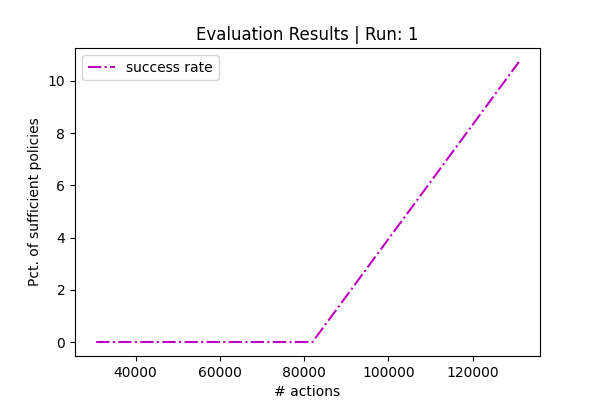 Evaluation Results | Run: 1
success rate
Pct. of sufficient policies
10
8
6
4
2
0
40000 60000 80000 100000 120000
# actions